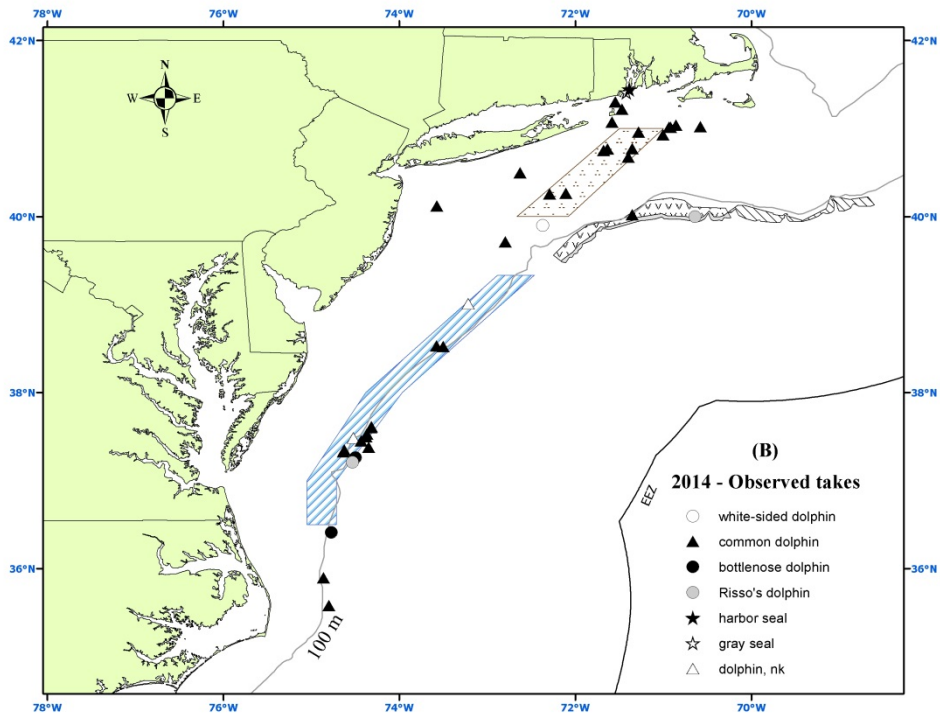 78°W 76°W 74°W 72°W 70°W
42°N 42°N
N
W E
S
40°N 40°N
38°N 38°N
(B)
2014 - Observed takes
EEZ
white-sided dolphin
common dolphin
bottlenose dolphin
36°N 36°N
Risso's dolphin
harbor seal
gray seal
100 m
dolphin, nk
78°W 76°W 74°W 72°W 70°W